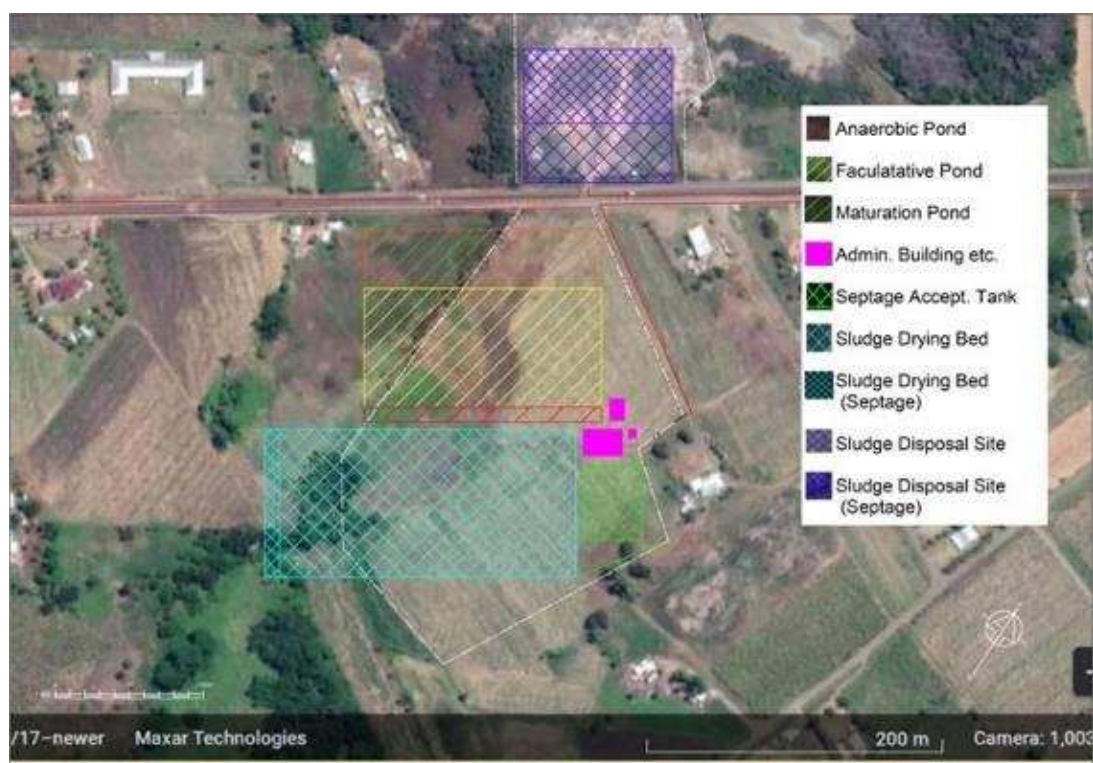 Anaerobic Pond
Faculatative Pond
Maturation Pond
Admin. Building etc.
Septage Accept. Tank
Sludge Drying Bed
Sludge Drying Bed
(Septage)
Sludge Disposal Site
Sludge Disposal Site
(Septage)
/17–newer Maxar Technologies 200 m Camera: 1,003